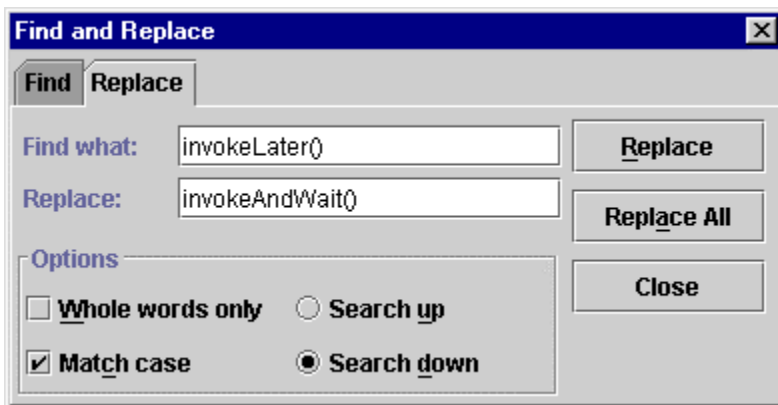 Find and Replace
Find Replace
Find what: invokeLater() Replace
Replace: invokeAndWait() Replace All
Options Close
Whole words only Search up
Match case Search down